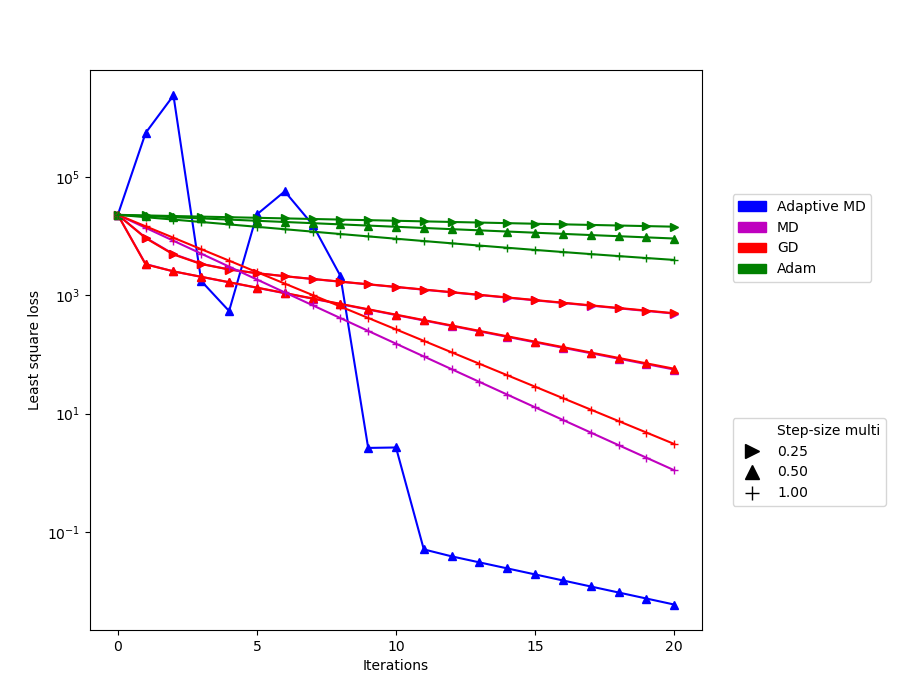 Least square loss
10^5
10^3
10^1
10^−1
0 5 10 15 20
Iterations
Adaptive MD
MD
GD
Adam
Step-size multi
0.25
0.50
1.00